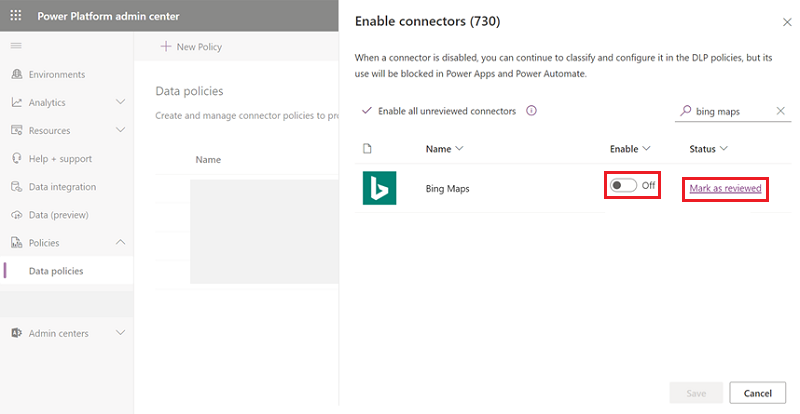 Power Platform admin center
Environments
Analytics
Resources
Help + support
Data integration
Data (preview)
Policies
Data policies
Admin centers
New Policy
Data policies
Create and manage connector policies to pr
Name
Enable connectors (730)
When a connector is disabled, you can continue to classify and configure it in the DLP policies, but its
use will be blocked in Power Apps and Power Automate.
Enable all unreviewed connectors
bing maps
Name Enable Status
Bing Maps Off Mark as reviewed
Save Cancel